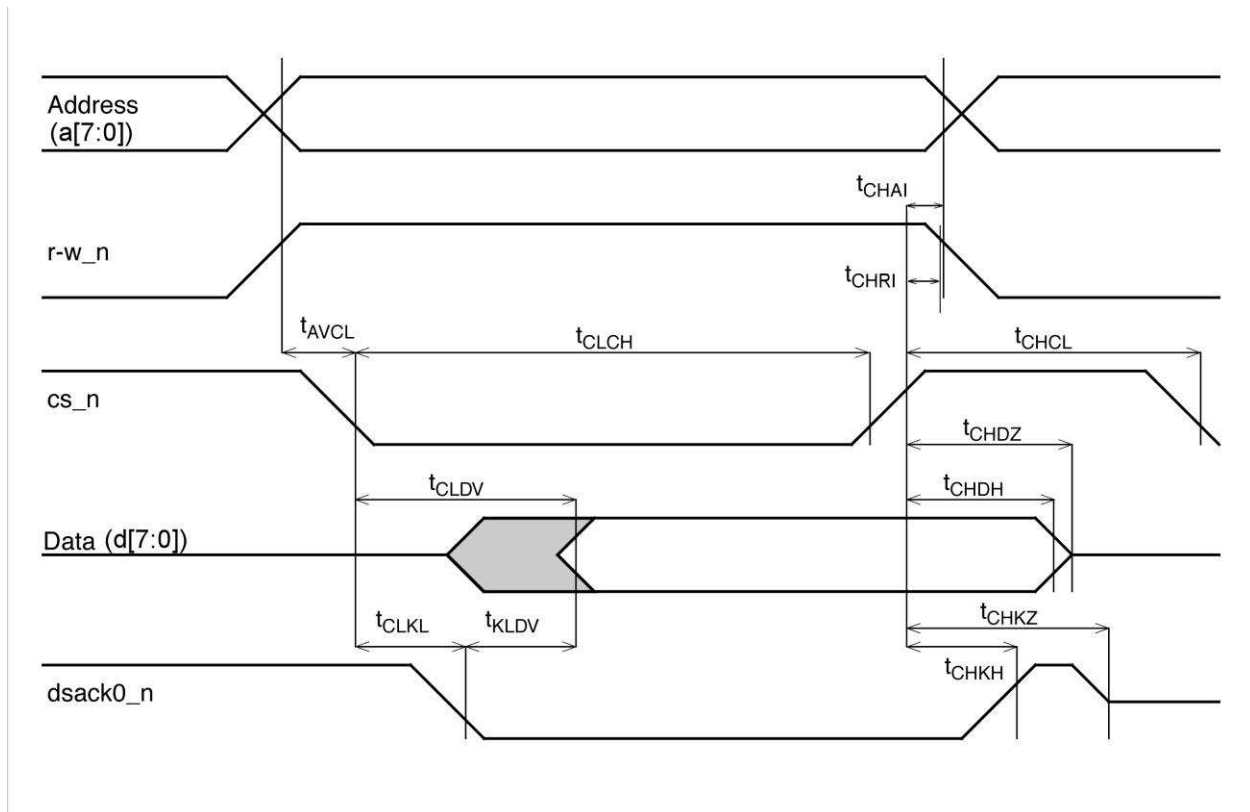 Address
(a[7:0])
tCHAI
r-w_n
tCHRI
tAVCL
tCLCH
tCHCL
cs_n
tCHDZ
tCLDV
tCHDH
Data (d[7:0])
tCLKL
tKLDV
tCHKZ
tCHKH
dsack0_n